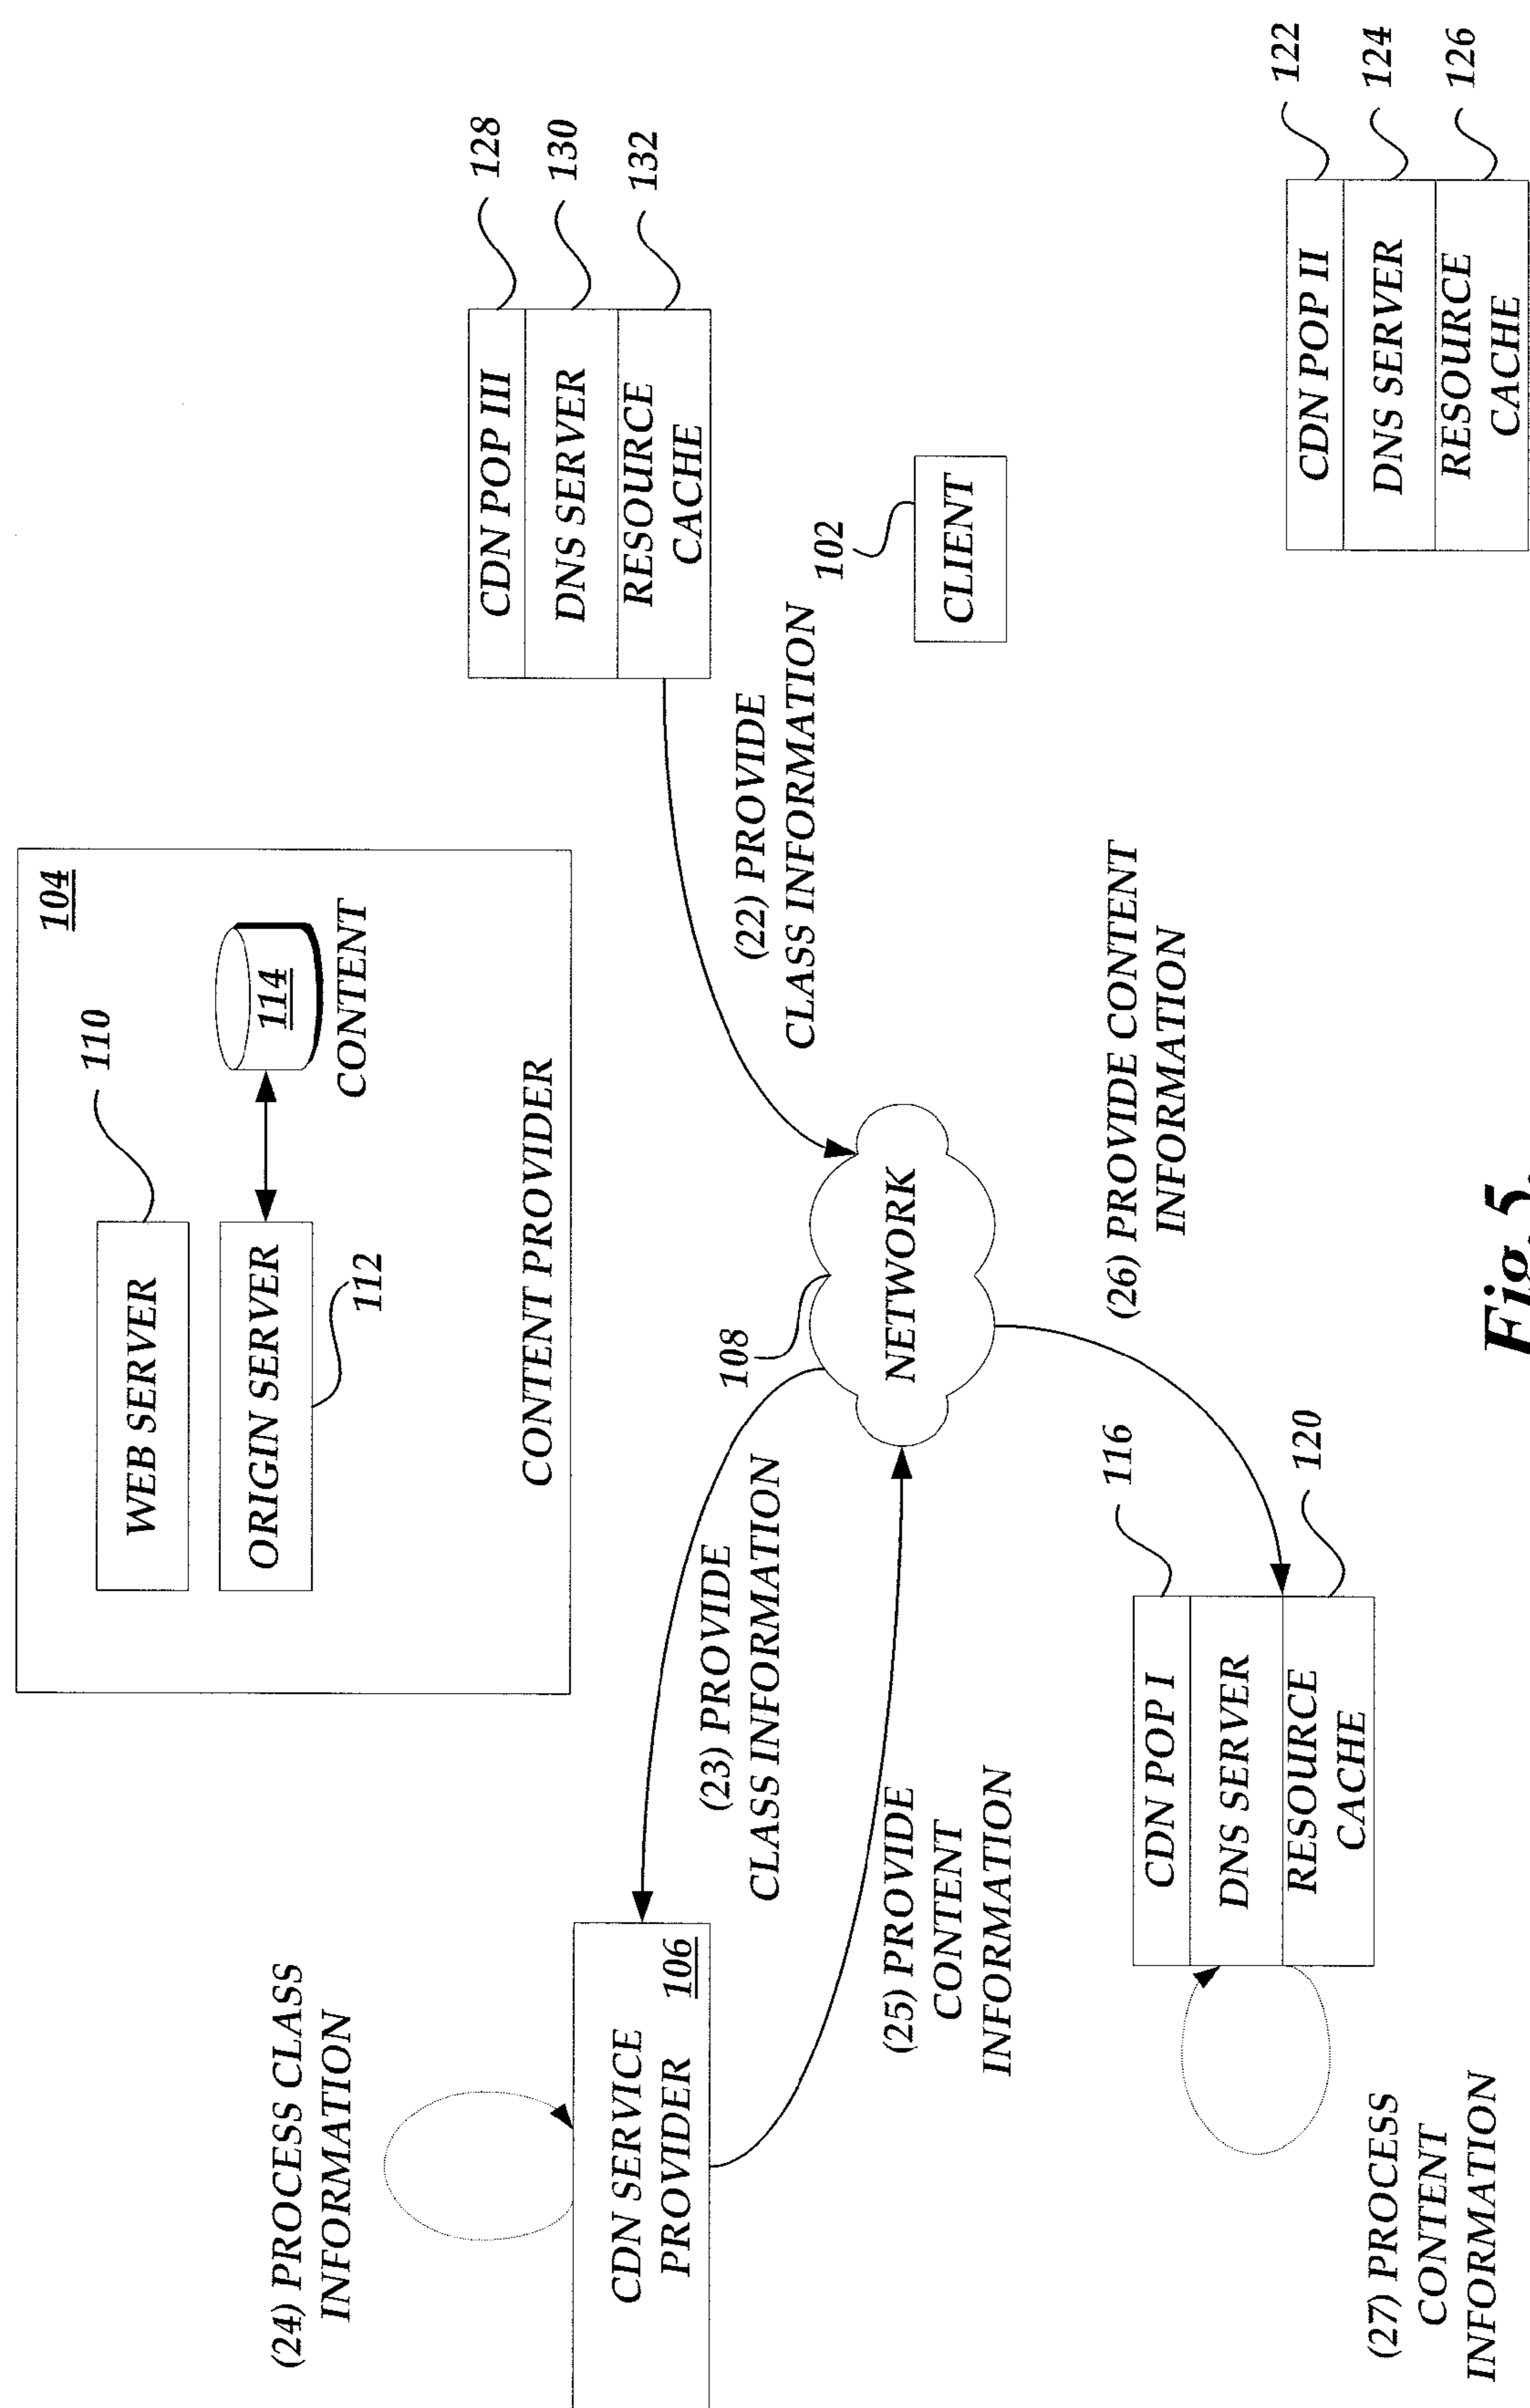 (24) PROCESS CLASS
INFORMATION
CDN SERVICE
PROVIDER
106
104
WEB SERVER
110
ORIGIN SERVER
112
114
CONTENT
CONTENT PROVIDER
CDN POP III
DNS SERVER
RESOURCE
CACHE
128
130
132
(23) PROVIDE
CLASS INFORMATION
108
NETWORK
(22) PROVIDE
CLASS INFORMATION
102
CLIENT
(25) PROVIDE
CONTENT
INFORMATION
(26) PROVIDE CONTENT
INFORMATION
CDN POP I
DNS SERVER
RESOURCE
CACHE
116
120
(27) PROCESS
CONTENT
INFORMATION
CDN POP II
DNS SERVER
RESOURCE
CACHE
122
124
126
Fig.5.